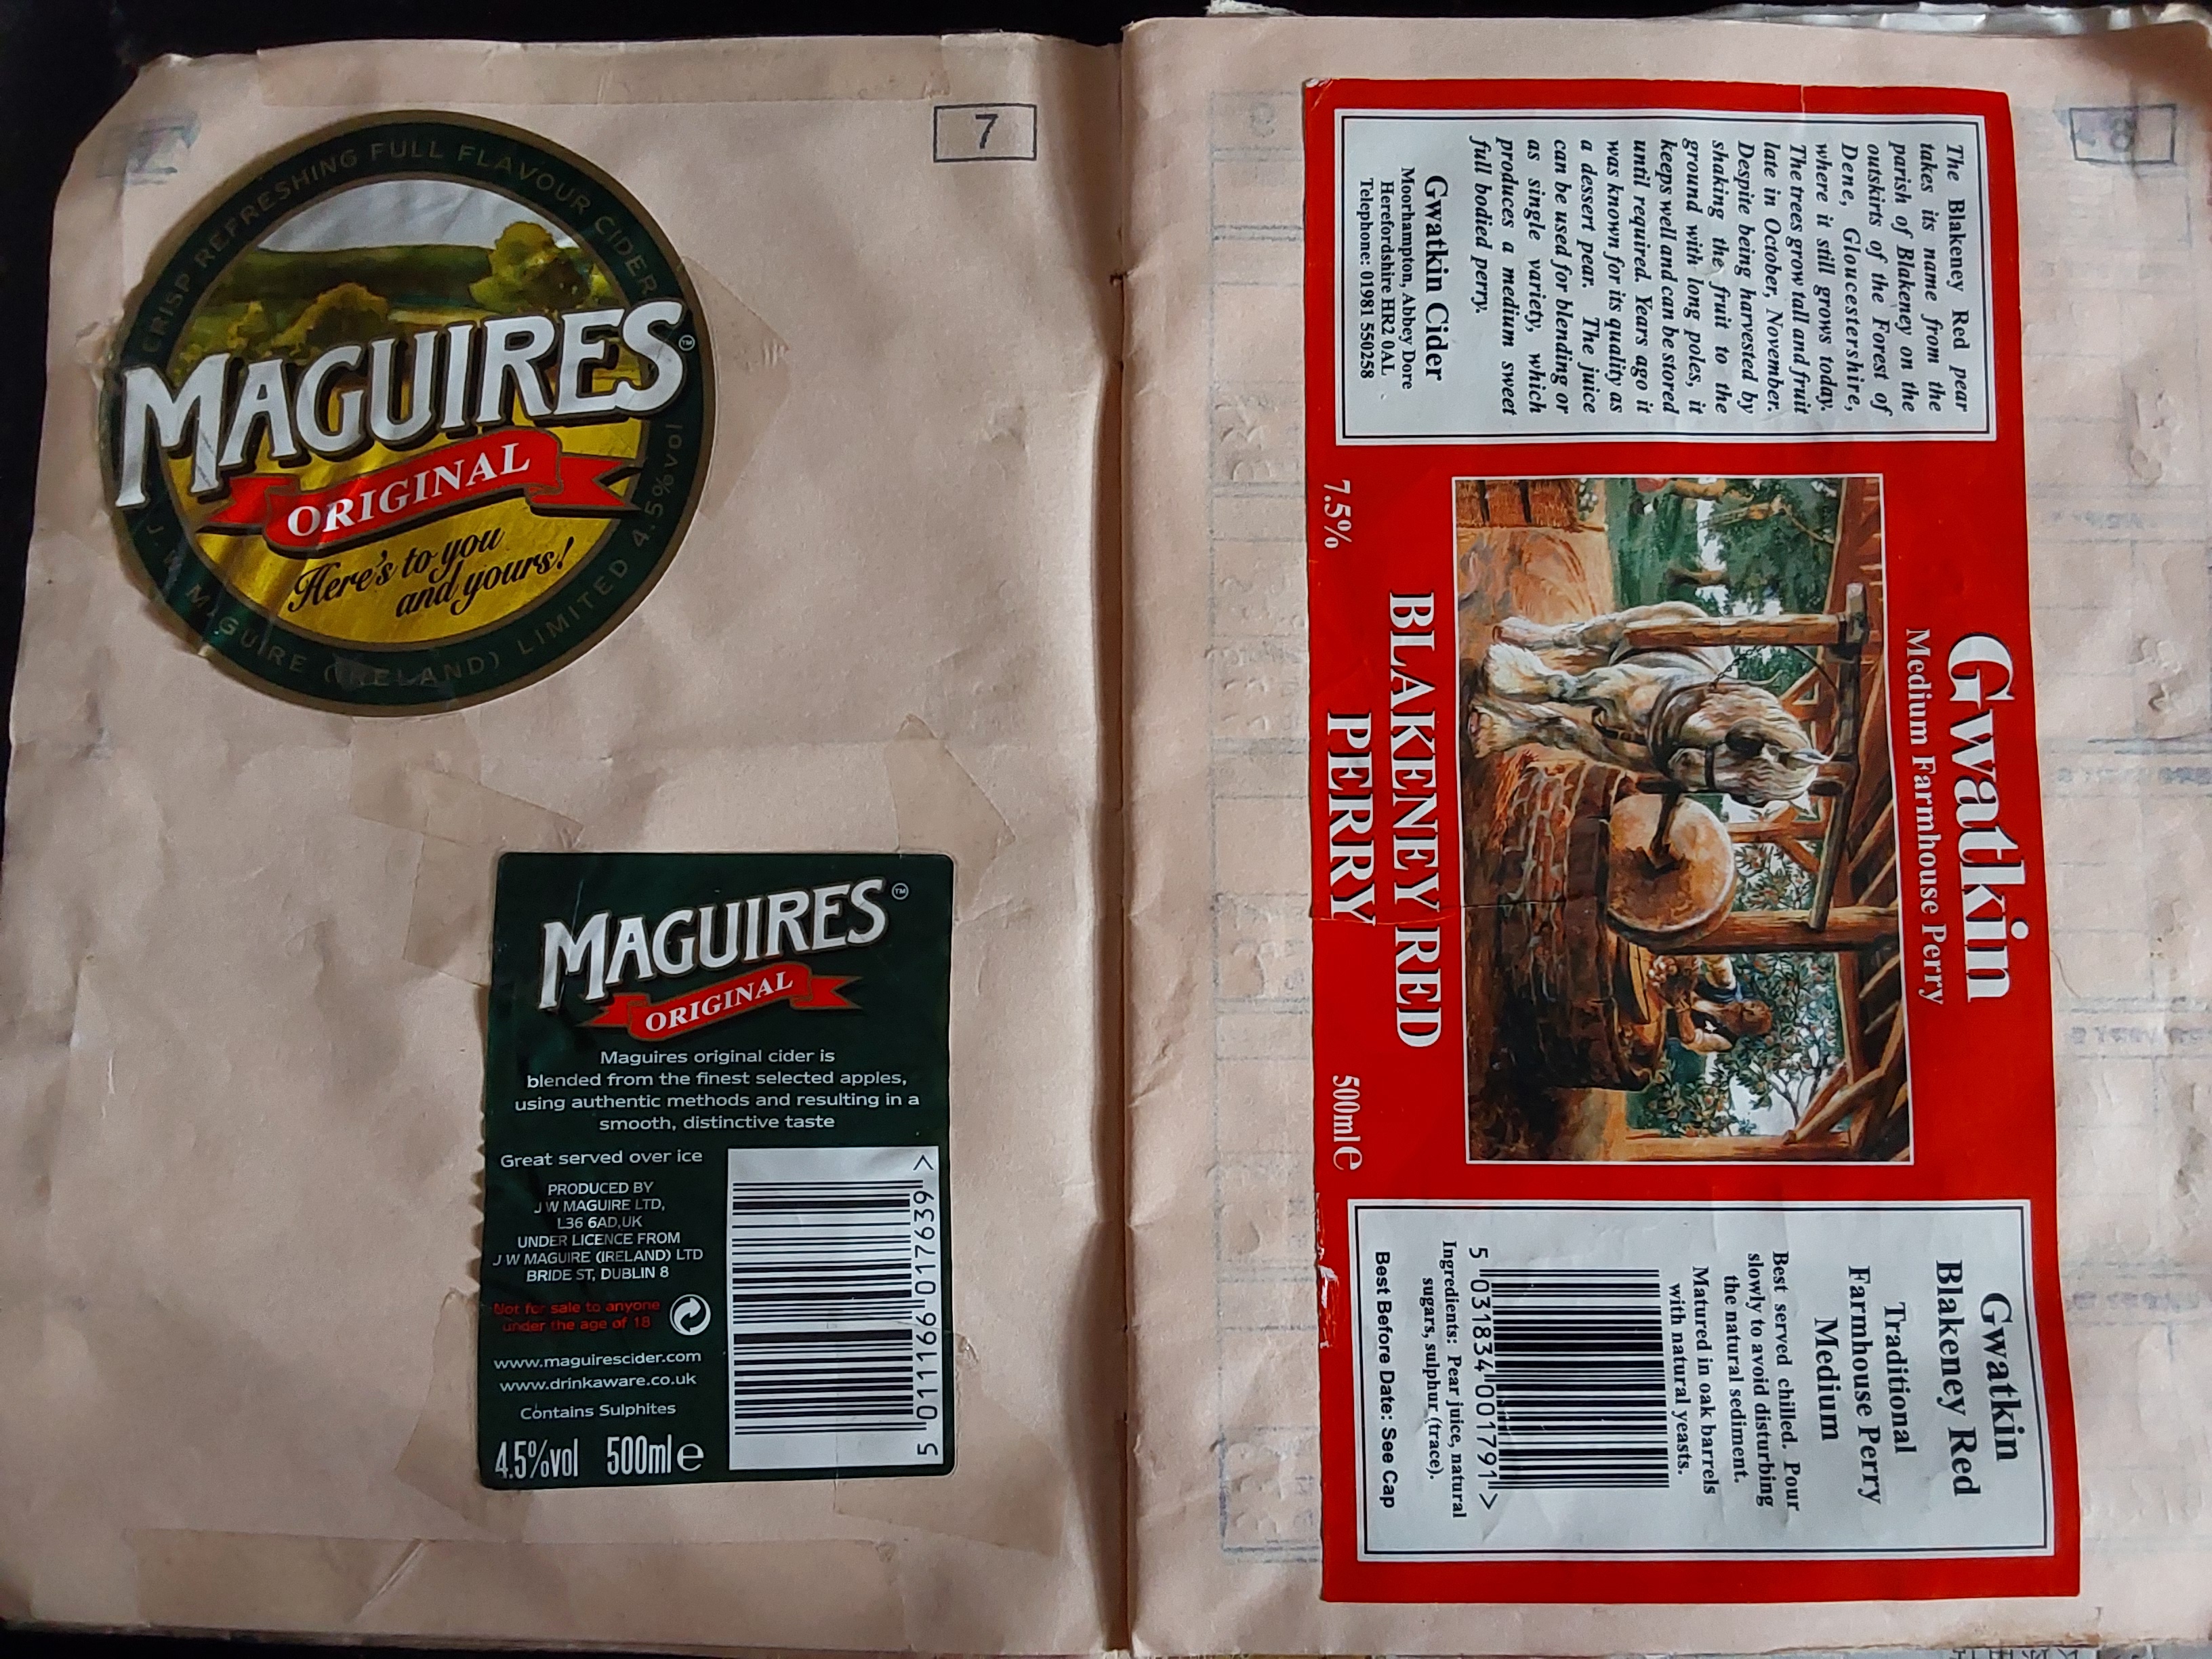 7
CRISP REFRESHING FULL FLAVOUR CIDER
MAGUIRES™
ORIGINAL
Here's to you
and yours!
MAGUIRE (IRELAND) LIMITED 4.5%vol
MAGUIRES™
ORIGINAL
Maguires original cider is
blended from the finest selected apples,
using authentic methods and resulting in a
smooth, distinctive taste
Great served over ice
PRODUCED BY
J W MAGUIRE LTD,
L36 6AD,UK
UNDER LICENCE FROM
J W MAGUIRE (IRELAND) LTD
BRIDE ST, DUBLIN 8
Not for sale to anyone
under the age of 18
www.maguirescider.com
www.drinkaware.co.uk
Contains Sulphites
4.5%vol 500ml e
5 011166 017639 >
8
The Blakeney Red pear
takes its name from the
parish of Blakeney on the
outskirts of the Forest of
Dene, Gloucestershire,
where it still grows today.
The trees grow tall and fruit
late in October, November.
Despite being harvested by
shaking the fruit to the
ground with long poles, it
keeps well and can be stored
until required. Years ago it
was known for its quality as
a dessert pear. The juice
can be used for blending or
as single variety, which
produces a medium sweet
full bodied perry.
Gwatkin Cider
Moorhampton, Abbey Dore
Herefordshire HR2 0AL
Telephone: 01981 550258
Gwatkin
Medium Farmhouse Perry
BLAKENEY RED
PERRY
7.5%
500ml e
Gwatkin
Blakeney Red
Traditional
Farmhouse Perry
Medium
Best served chilled. Pour
slowly to avoid disturbing
the natural sediment.
Matured in oak barrels
with natural yeasts.
5 031834 001791 >
Ingredients: Pear juice, natural
sugars, sulphur (trace).
Best Before Date: See Cap